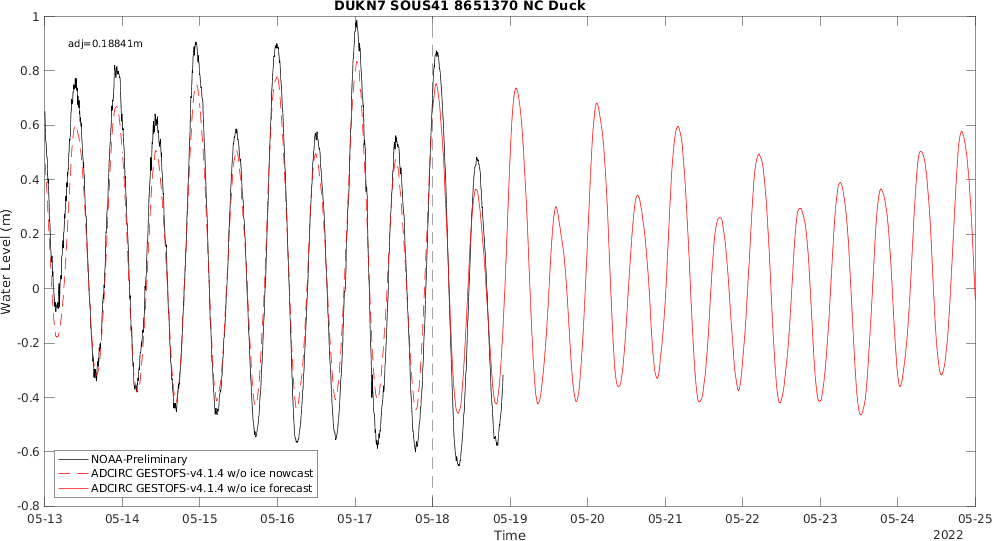 DUKN7 SOUS41 8651370 NC Duck
adj=0.18841m
Water Level (m)
1
0.8
0.6
0.4
0.2
0
-0.2
-0.4
-0.6
-0.8
NOAA-Preliminary
ADCIRC GESTOFS-v4.1.4 w/o ice nowcast
ADCIRC GESTOFS-v4.1.4 w/o ice forecast
05-13 05-14 05-15 05-16 05-17 05-18 05-19 05-20 05-21 05-22 05-23 05-24 05-25
Time
2022